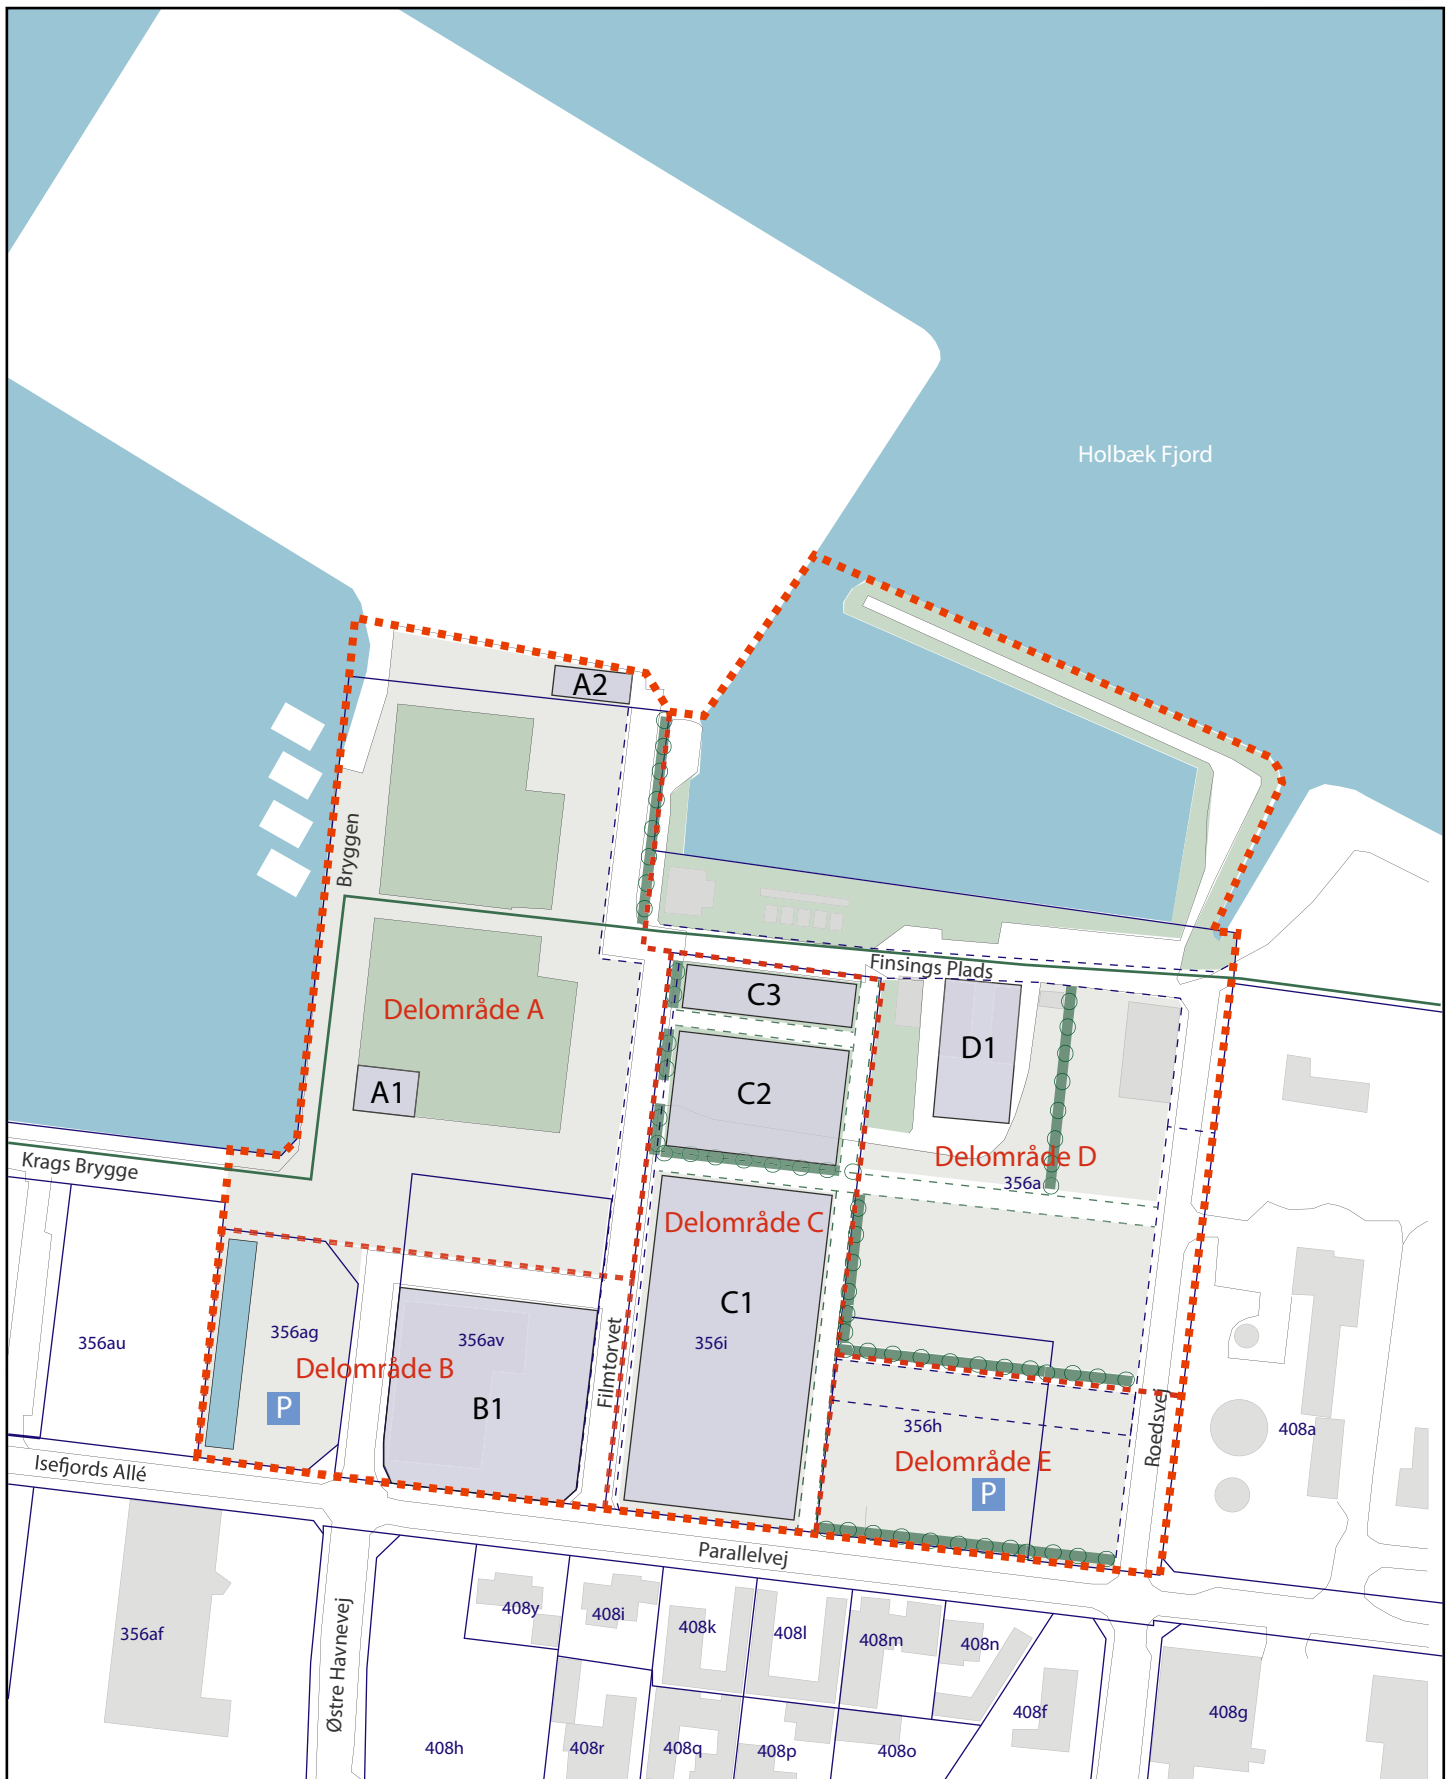 Holbæk Fjord
A2
Bryggen
Finsings Plads
C3
Delområde A
D1
A1
C2
Delområde D
Krags Brygge
356a
Delområde C
C1
356ag
356av
356au
356i
Filmtorvet
Delområde B
P
B1
Roedsvej
356h
408a
Delområde E
P
Isefjords Allé
Parallelvej
408y
408i
408k
408l
408m
408n
356af
Østre Havnevej
408f
408g
408h
408r
408q
408p
408o